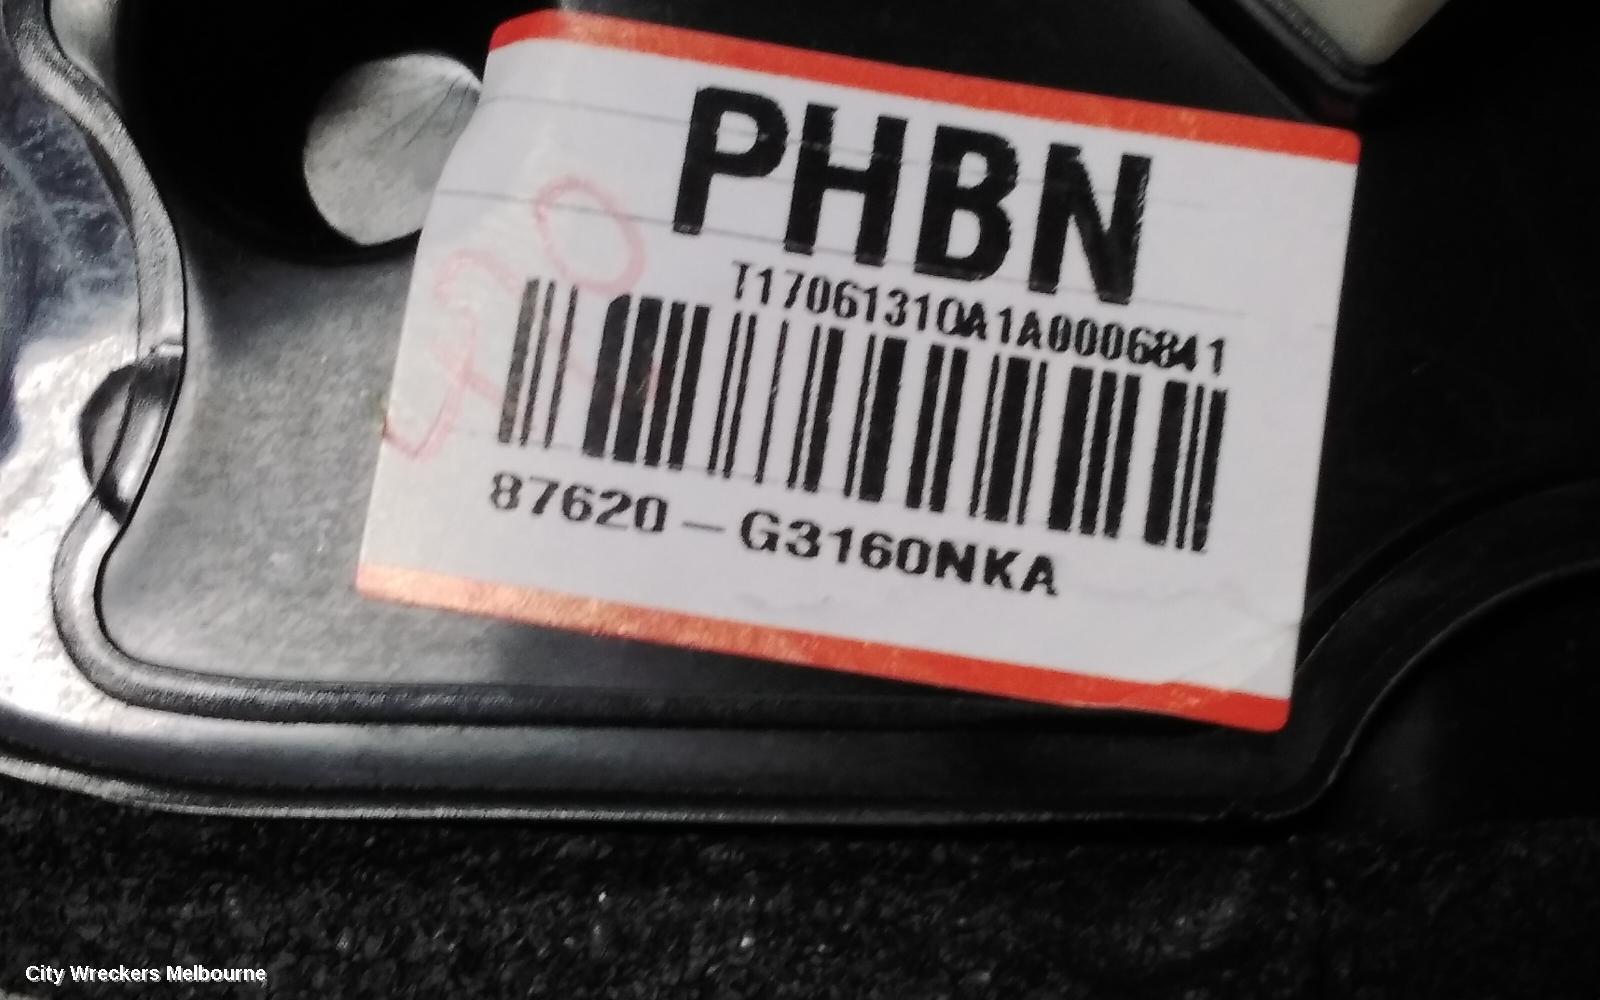 PHBN
T17061310A1A0006841
87620-G3160NKA
City Wreckers Melbourne